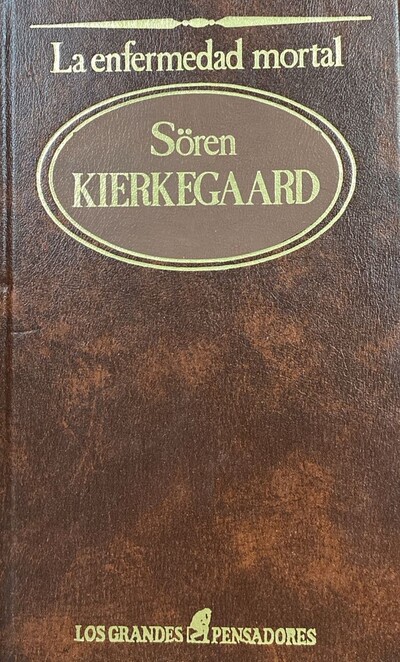 La enfermedad mortal
Sören
KIERKEGAARD
LOS GRANDES PENSADORES